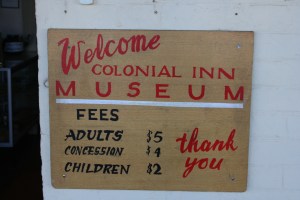 Welcome
COLONIAL INN
MUSEUM
FEES
ADULTS $5
CONCESSION $4
CHILDREN $2
thank
you